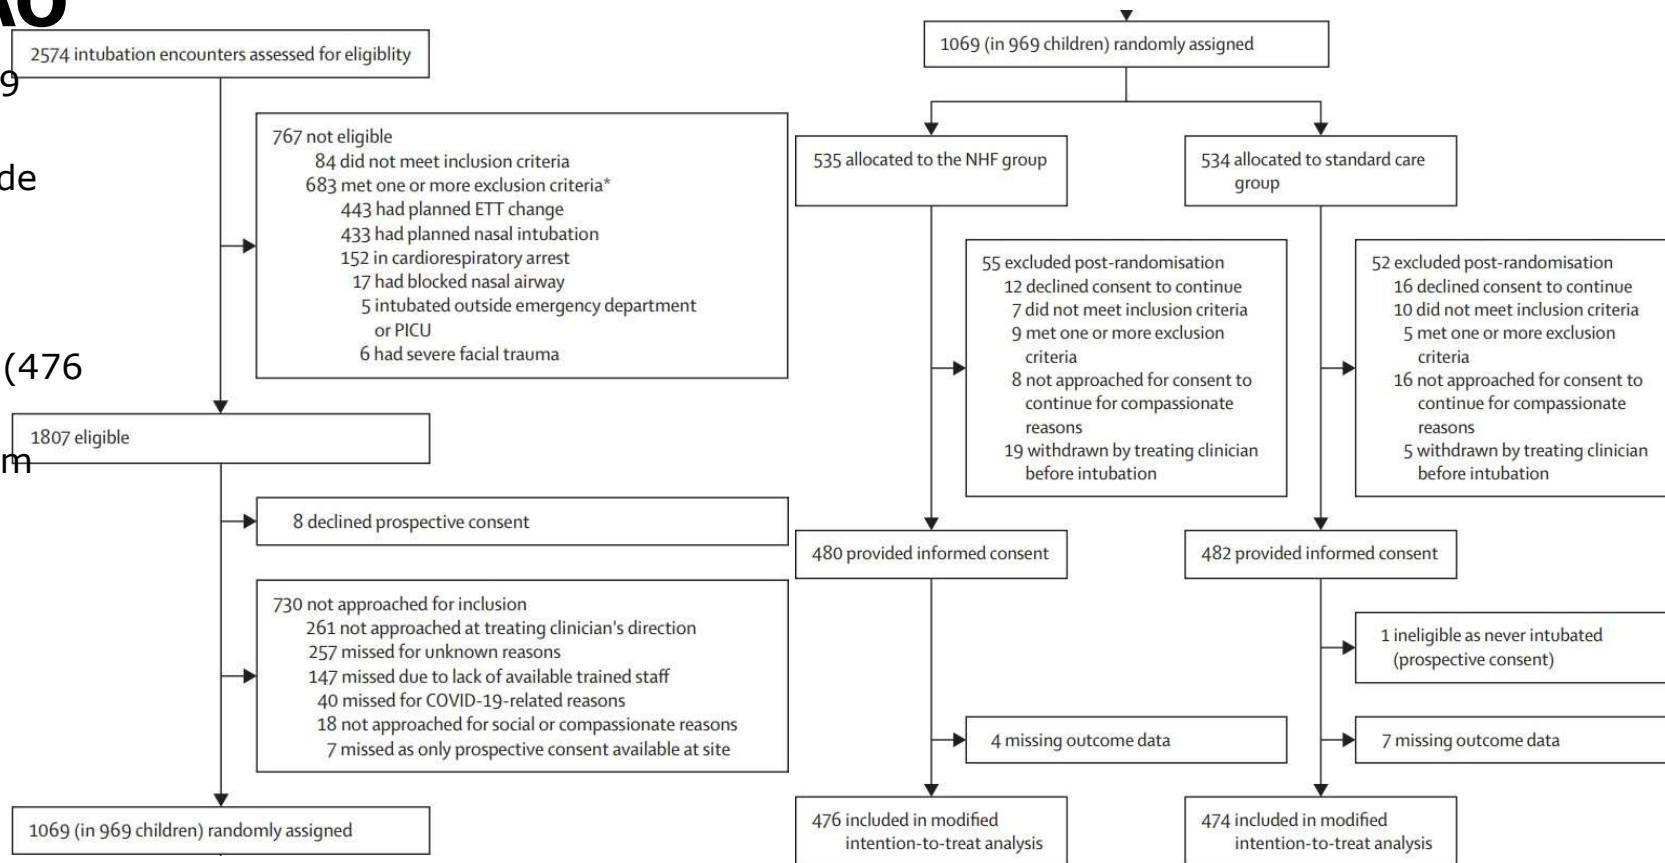 ÃO
9
de
(476
m
2574 intubation encounters assessed for eligiblity
767 not eligible
84 did not meet inclusion criteria
683 met one or more exclusion criteria*
443 had planned ETT change
433 had planned nasal intubation
152 in cardiorespiratory arrest
17 had blocked nasal airway
5 intubated outside emergency department
or PICU
6 had severe facial trauma
1807 eligible
8 declined prospective consent
730 not approached for inclusion
261 not approached at treating clinician's direction
257 missed for unknown reasons
147 missed due to lack of available trained staff
40 missed for COVID-19-related reasons
18 not approached for social or compassionate reasons
7 missed as only prospective consent available at site
1069 (in 969 children) randomly assigned
1069 (in 969 children) randomly assigned
535 allocated to the NHF group
534 allocated to standard care
group
55 excluded post-randomisation
12 declined consent to continue
7 did not meet inclusion criteria
9 met one or more exclusion
criteria
8 not approached for consent to
continue for compassionate
reasons
19 withdrawn by treating clinician
before intubation
52 excluded post-randomisation
16 declined consent to continue
10 did not meet inclusion criteria
5 met one or more exclusion
criteria
16 not approached for consent to
continue for compassionate
reasons
5 withdrawn by treating clinician
before intubation
480 provided informed consent
482 provided informed consent
1 ineligible as never intubated
(prospective consent)
4 missing outcome data
7 missing outcome data
476 included in modified
intention-to-treat analysis
474 included in modified
intention-to-treat analysis